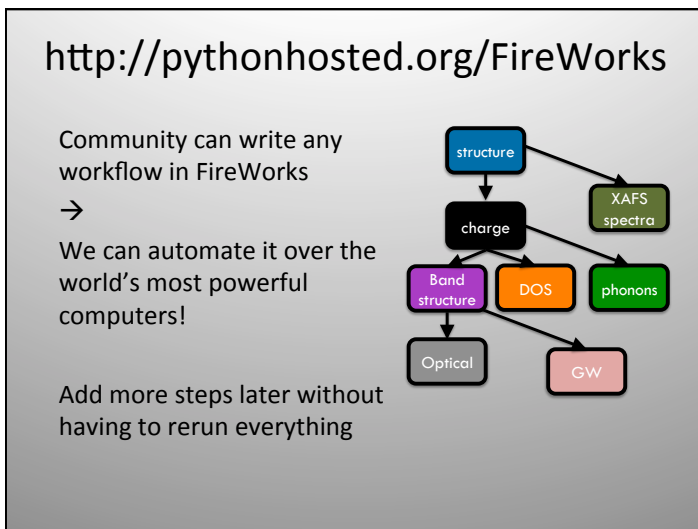 http://pythonhosted.org/FireWorks
Community can write any
workflow in FireWorks
→
We can automate it over the
world's most powerful
computers!
Add more steps later without
having to rerun everything
structure
XAFS
spectra
charge
Band
structure
DOS
phonons
Optical
GW